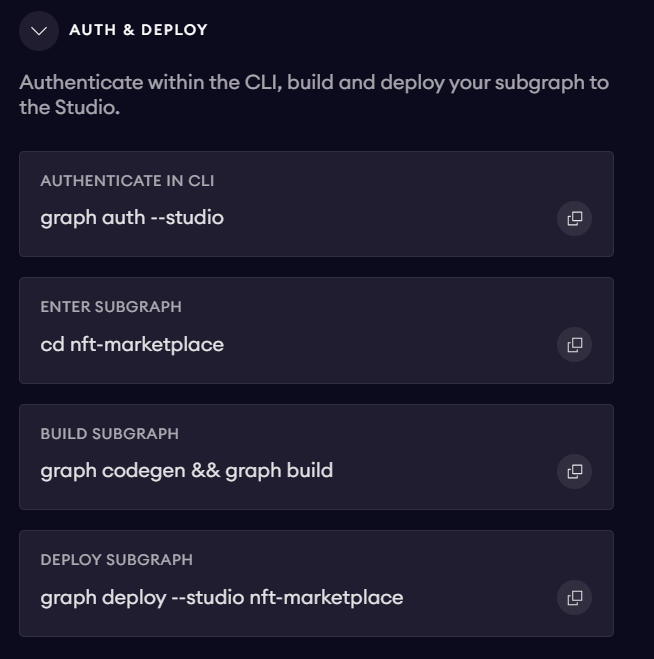 AUTH & DEPLOY
Authenticate within the CLI, build and deploy your subgraph to
the Studio.
AUTHENTICATE IN CLI
graph auth --studio
ENTER SUBGRAPH
cd nft-marketplace
BUILD SUBGRAPH
graph codegen && graph build
DEPLOY SUBGRAPH
graph deploy --studio nft-marketplace